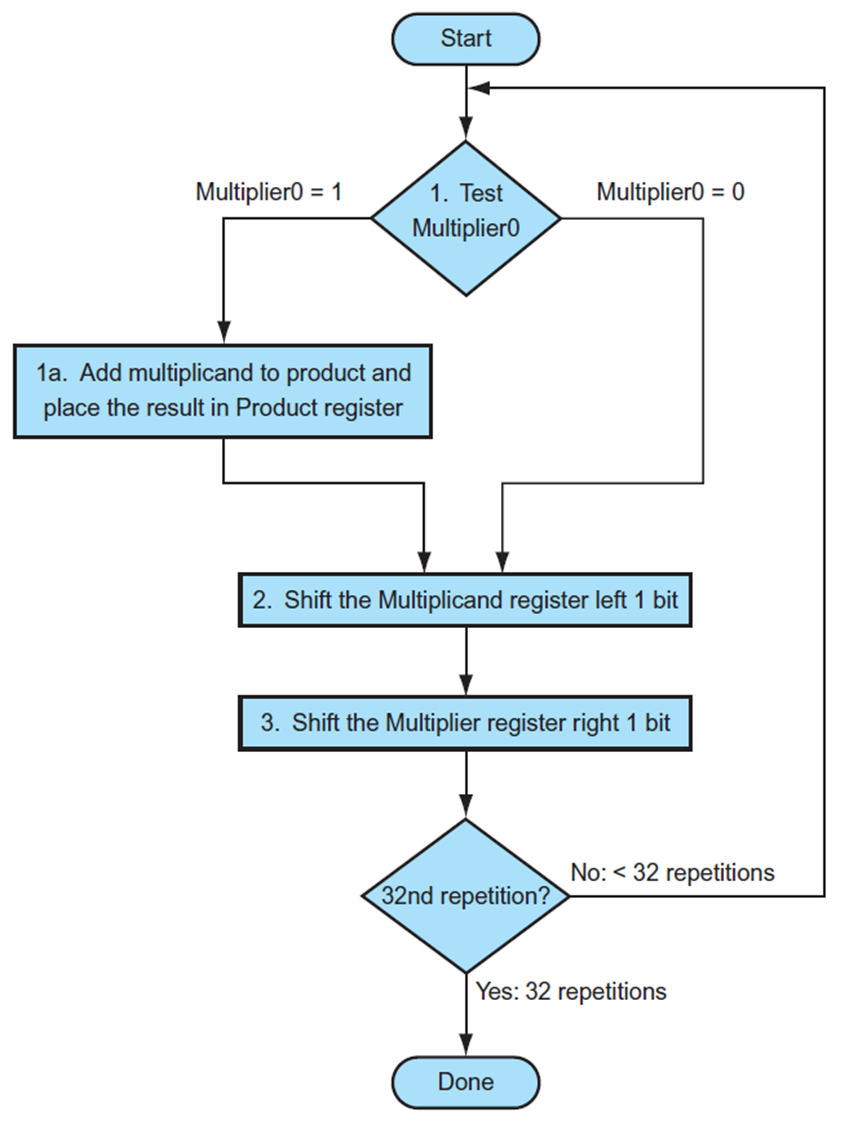 Start
Multiplier0 = 1
1. Test
Multiplier0
Multiplier0 = 0
1a. Add multiplicand to product and
place the result in Product register
2. Shift the Multiplicand register left 1 bit
3. Shift the Multiplier register right 1 bit
32nd repetition?
No: < 32 repetitions
Yes: 32 repetitions
Done